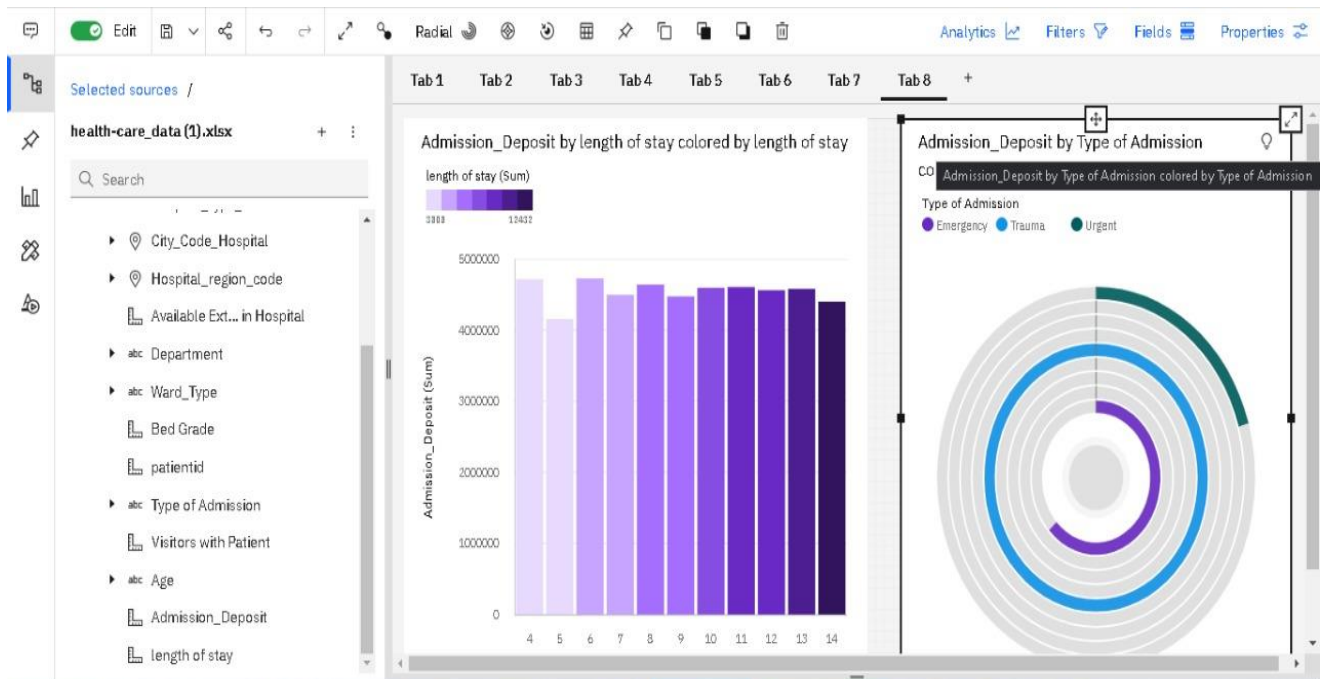 Edit
Radial
Analytics
Filters
Fields
Properties
Selected sources /
health-care_data (1).xlsx
Search
City_Code_Hospital
Hospital_region_code
Available Ext... in Hospital
abc Department
abc Ward_Type
Bed Grade
patientid
abc Type of Admission
Visitors with Patient
abc Age
Admission_Deposit
length of stay
Tab 1 Tab 2 Tab 3 Tab 4 Tab 5 Tab 6 Tab 7 Tab 8 +
Admission_Deposit by length of stay colored by length of stay
length of stay (Sum)
12432
5000000
4000000
3000000
2000000
1000000
0
Admission_Deposit (Sum)
4 5 6 7 8 9 10 11 12 13 14
Admission_Deposit by Type of Admission
co
Admission_Deposit by Type of Admission colored by Type of Admission
Type of Admission
Emergency Trauma Urgent